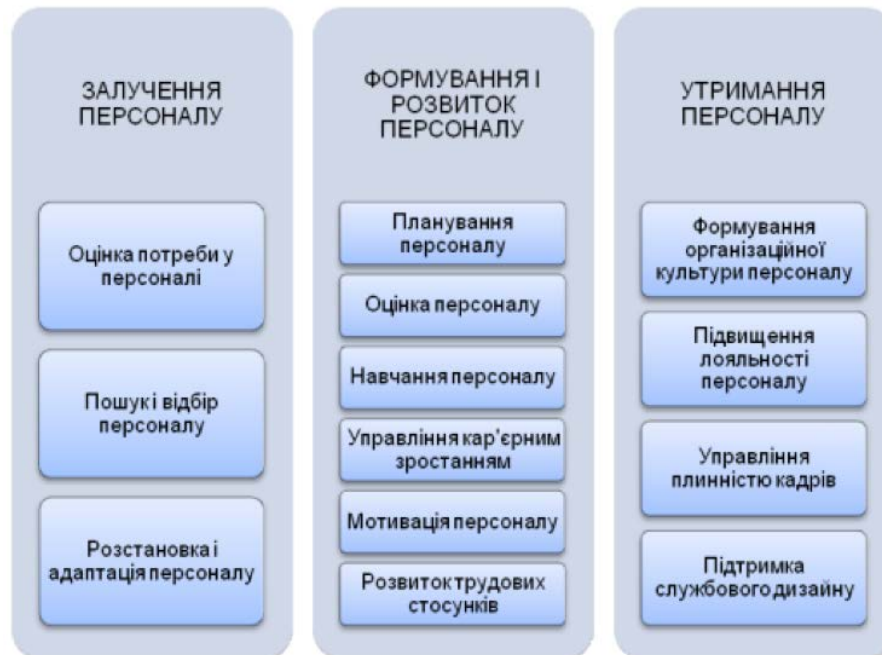 ЗАЛУЧЕННЯ
ПЕРСОНАЛУ
Оцінка потреби у
персоналі
Пошук і відбір
персоналу
Розстановка і
адаптація персоналу
ФОРМУВАННЯ І
РОЗВИТОК
ПЕРСОНАЛУ
Планування
персоналу
Оцінка персоналу
Навчання персоналу
Управління кар'єрним
зростанням
Мотивація персоналу
Розвиток трудових
стосунків
УТРИМАННЯ
ПЕРСОНАЛУ
Формування
організаційної
культури персоналу
Підвищення
лояльності
персоналу
Управління
плинністю кадрів
Підтримка
службового дизайну